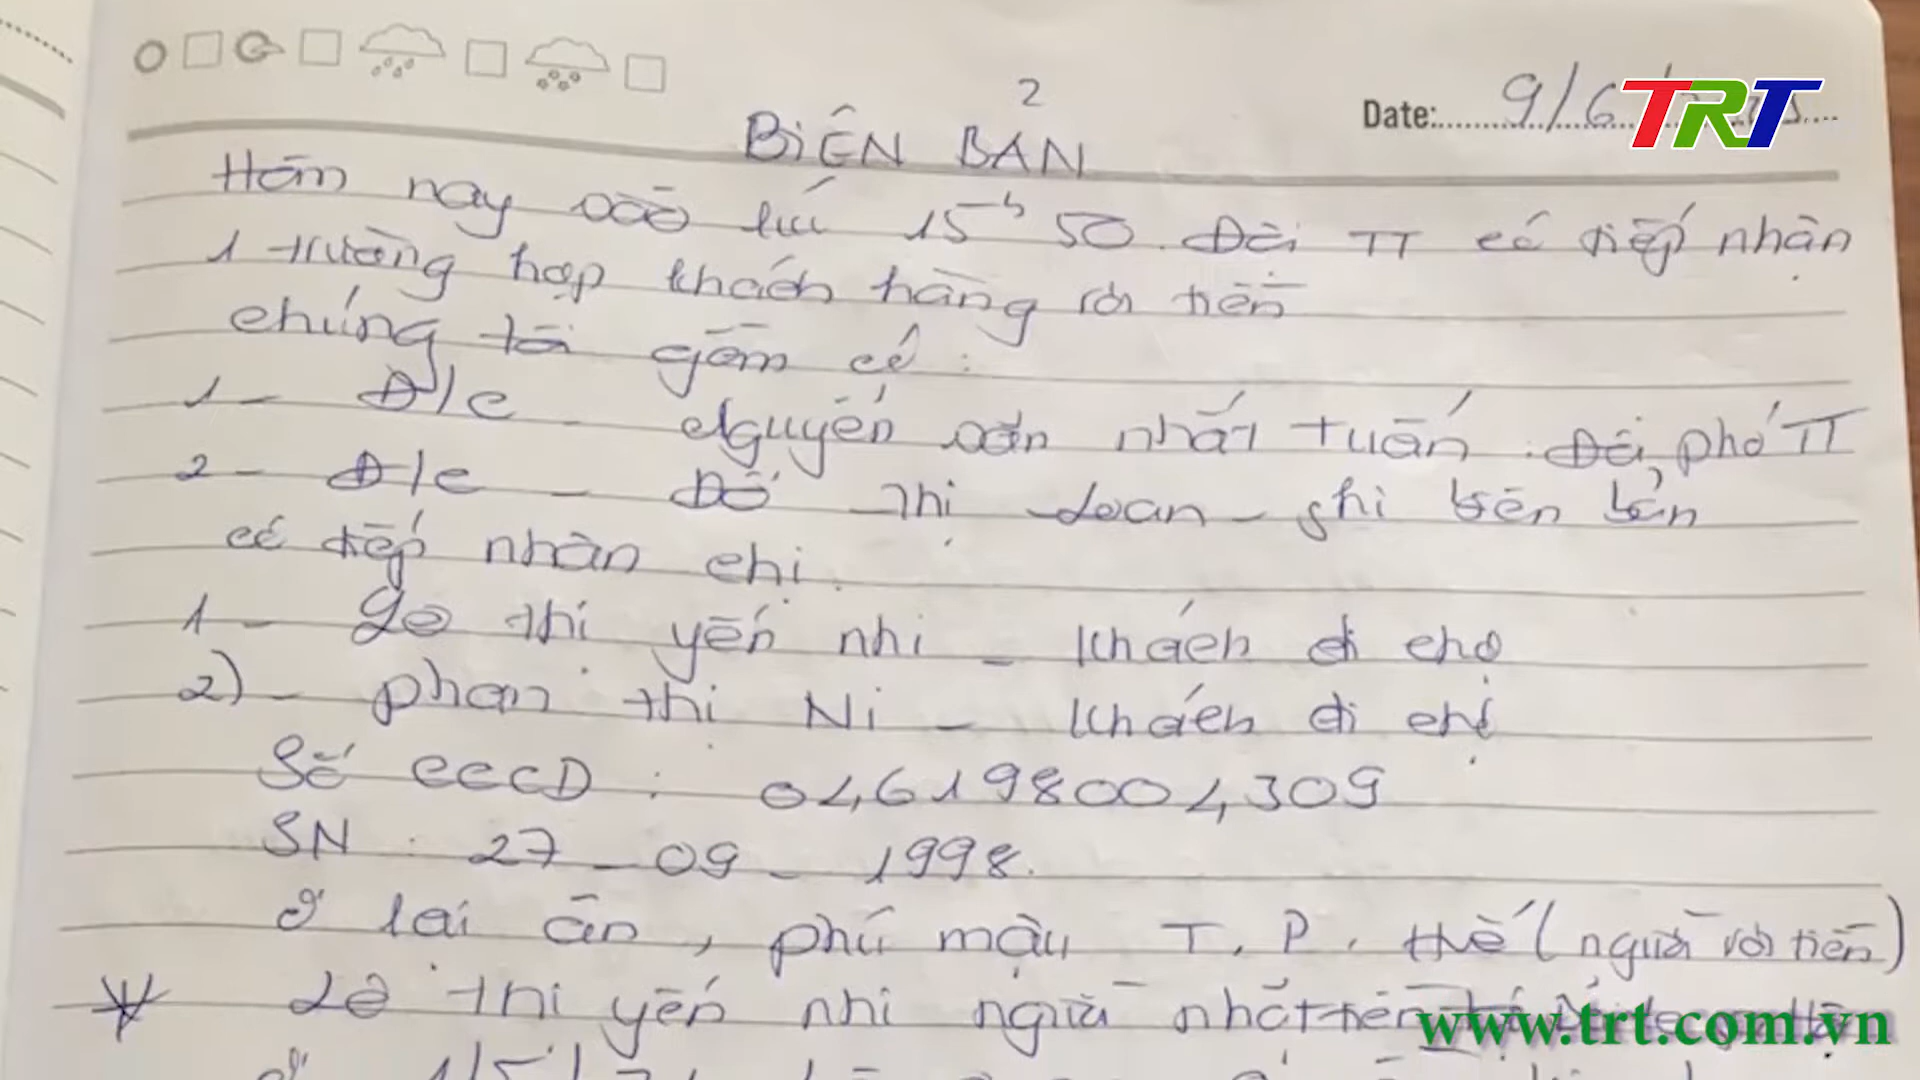 TRT
Date: 9/6/
BIÊN BẢN
Hôm nay vào lúc 15h 50. Đội TT có tiếp nhận
1 trường hợp khách hàng rơi tiền
chúng tôi gồm có:
1 - Đ/c - Nguyễn văn nhất tuấn. Đội phó TT
2 - Đ/c - Đỗ Thị Loan - ghi biên bản
có tiếp nhận chị.
1 - Lê thị yến nhi - khách đi chợ
2) - phan thị Ni - khách đi chợ
Số CCCD: 046198004309
SN: 27 - 09 - 1998.
ở lại ân, phú mậu T.P. Huế (người rơi tiền)
Lê thị yến nhi người nhặt tiền
www.trt.com.vn